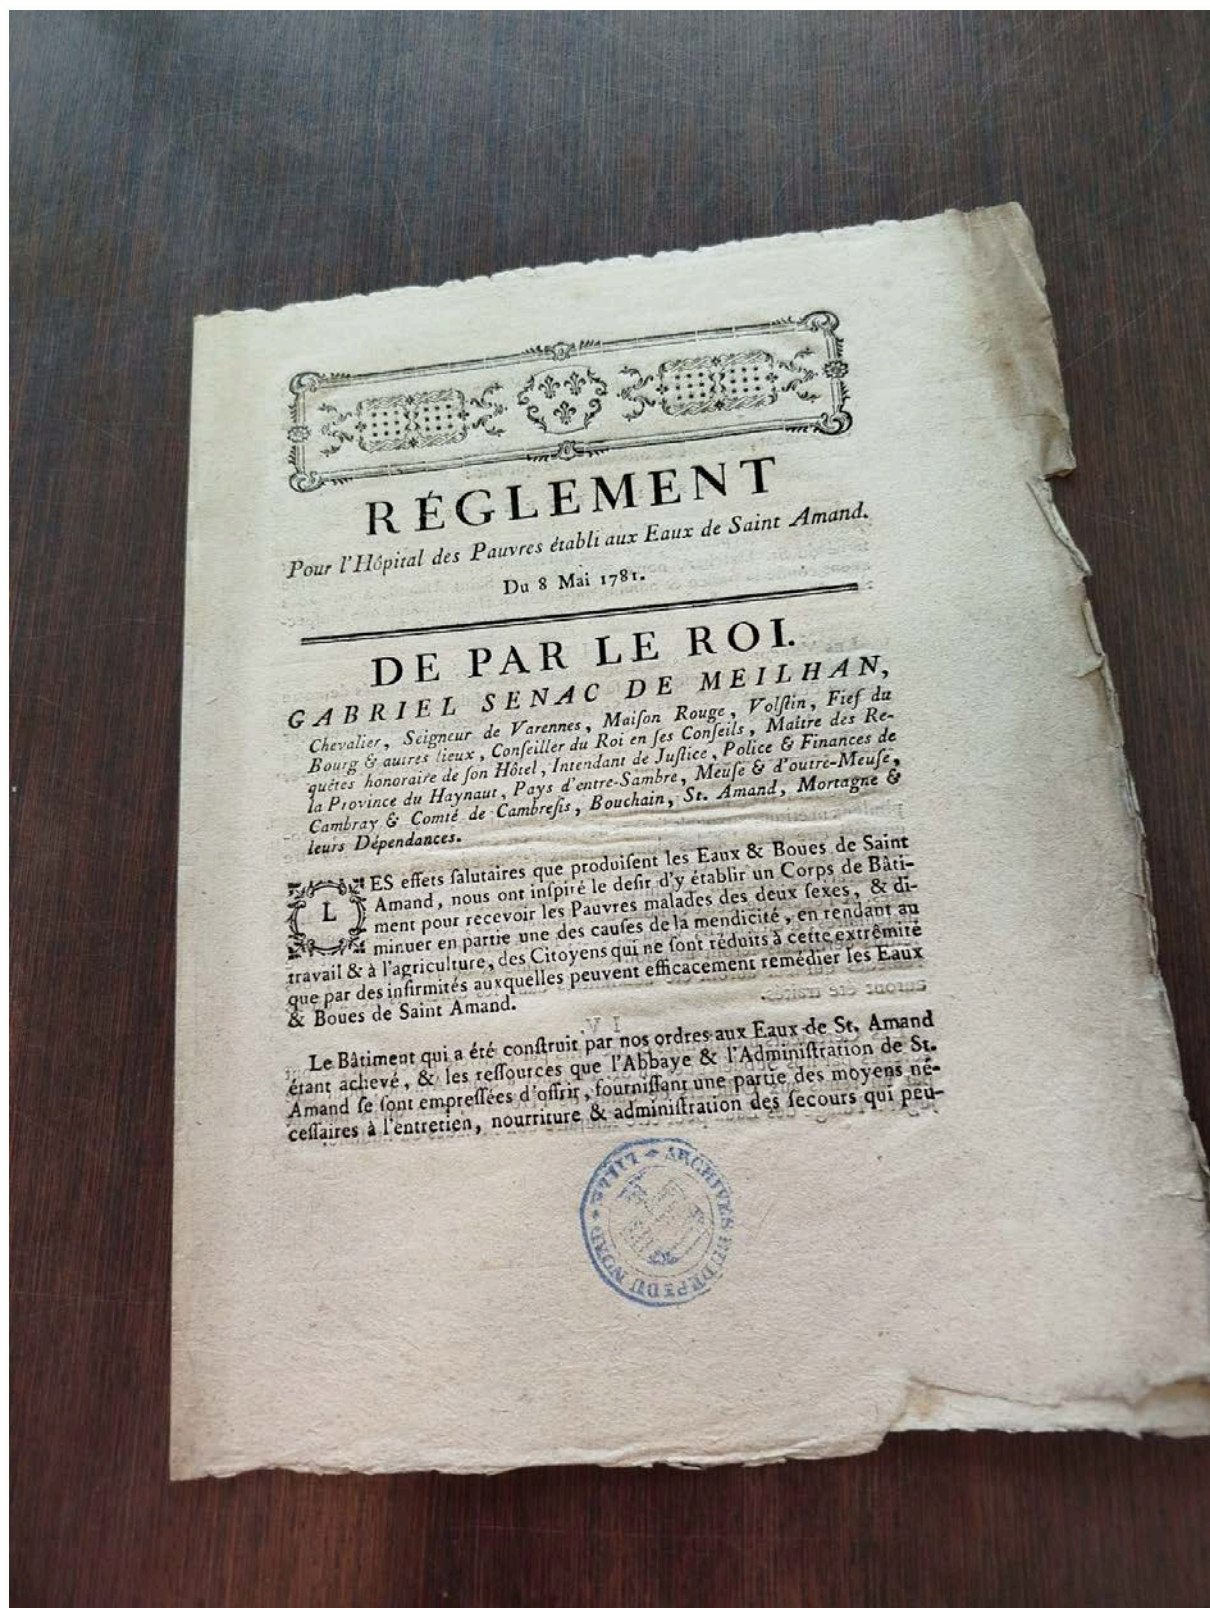 RÉGLEMENT
Pour l'Hôpital des Pauvres établi aux Eaux de Saint Amand.
Du 8 Mai 1781.
DE PAR LE ROI.
GABRIEL SENAC DE MEILHAN,
Chevalier, Seigneur de Varennes, Maiſon Rouge, Volſtin, Fief du
Bourg & autres lieux, Conſeiller du Roi en ſes Conſeils, Maître des Re-
quêtes honoraire de ſon Hôtel, Intendant de Juſtice, Police & Finances de
la Province du Haynaut, Pays d'entre-Sambre, Meuſe & d'outre-Meuſe,
Cambray & Comté de Cambreſis, Bouchain, St. Amand, Mortagne &
leurs Dépendances.
LES effets ſalutaires que produiſent les Eaux & Boues de Saint
Amand, nous ont inſpiré le deſir d'y établir un Corps de Bâti-
ment pour recevoir les Pauvres malades des deux ſexes, & di-
minuer en partie une des cauſes de la mendicité, en rendant au
travail & à l'agriculture, des Citoyens qui ne ſont réduits à cette extrêmité
que par des infirmités auxquelles peuvent efficacement remédier les Eaux
& Boues de Saint Amand.
Le Bâtiment qui a été conſtruit par nos ordres aux Eaux de St. Amand
étant achevé, & les reſſources que l'Abbaye & l'Adminiſtration de St.
Amand ſe ſont empreſſées d'offrir, fourniſſant une partie des moyens né-
ceſſaires à l'entretien, nourriture & adminiſtration des ſecours qui peu-
ARCHIVES DU DEPT DU NORD * LILLE *